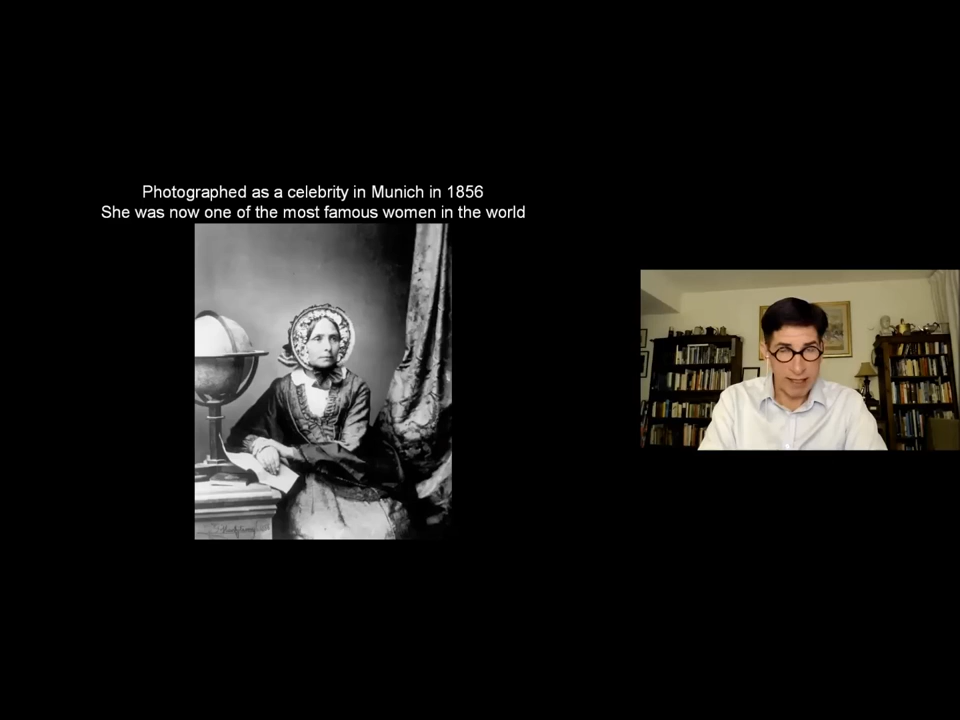 Photographed as a celebrity in Munich in 1856
She was now one of the most famous women in the world